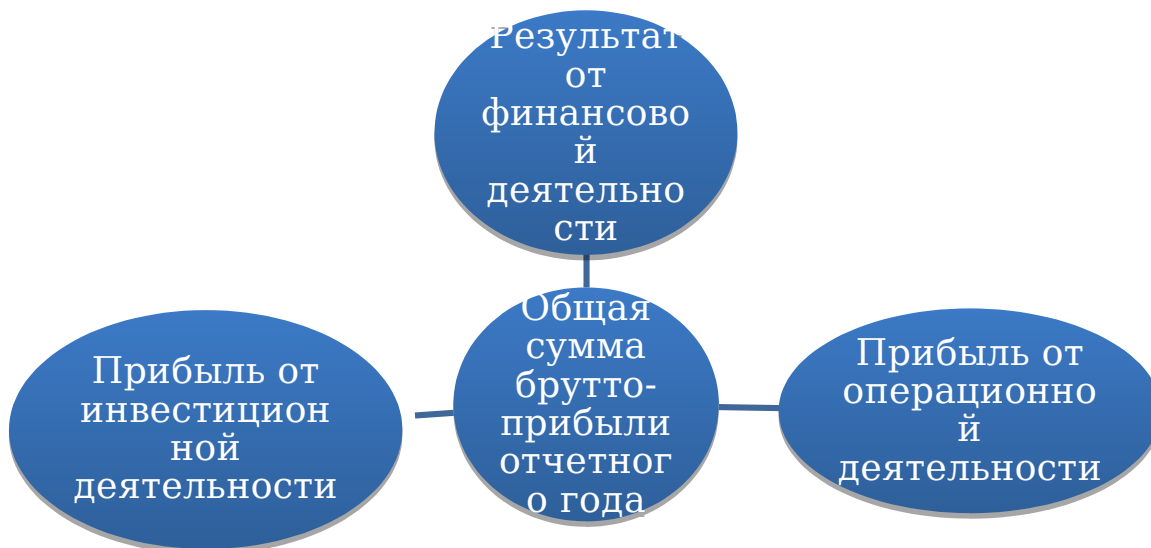 Результат
от
финансово
й
деятельно
сти
Общая
сумма
брутто-
прибыли
отчетног
о года
Прибыль от
инвестицион
ной
деятельности
Прибыль от
операционно
й
деятельности